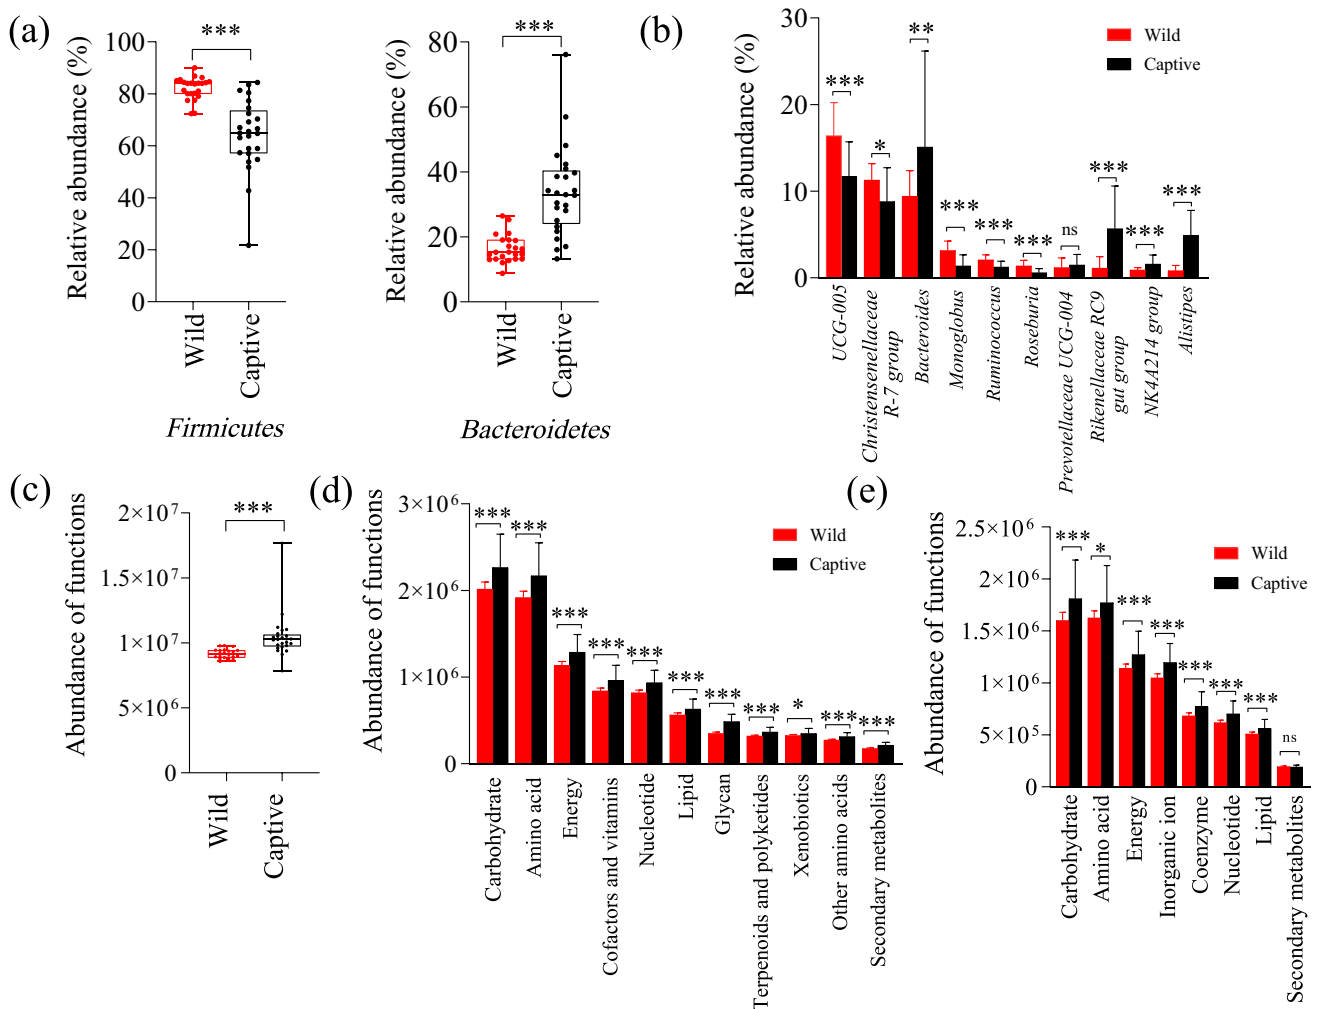 (a)
Relative abundance (%)
100
80
60
40
20
0
***
Wild
Captive
Firmicutes
Relative abundance (%)
80
60
40
20
0
***
Wild
Captive
Bacteroidetes
(b)
Relative abundance (%)
30
20
10
0
Wild
Captive
***
*
**
***
***
***
ns
***
***
***
UCG-005
Christensenellaceae
R-7 group
Bacteroides
Monoglobus
Ruminococcus
Roseburia
Prevotellaceae UCG-004
Rikenellaceae RC9
gut group
NK4A214 group
Alistipes
(c)
Abundance of functions
2×10⁷
1.5×10⁷
1×10⁷
5×10⁶
0
***
Wild
Captive
(d)
Abundance of functions
3×10⁶
2×10⁶
1×10⁶
0
Wild
Captive
***
***
***
***
***
***
***
***
*
***
***
Carbohydrate
Amino acid
Energy
Cofactors and vitamins
Nucleotide
Lipid
Glycan
Terpenoids and polyketides
Xenobiotics
Other amino acids
Secondary metabolites
(e)
Abundance of functions
2.5×10⁶
2×10⁶
1.5×10⁶
1×10⁶
5×10⁵
0
Wild
Captive
***
*
***
***
***
***
***
ns
Carbohydrate
Amino acid
Energy
Inorganic ion
Coenzyme
Nucleotide
Lipid
Secondary metabolites